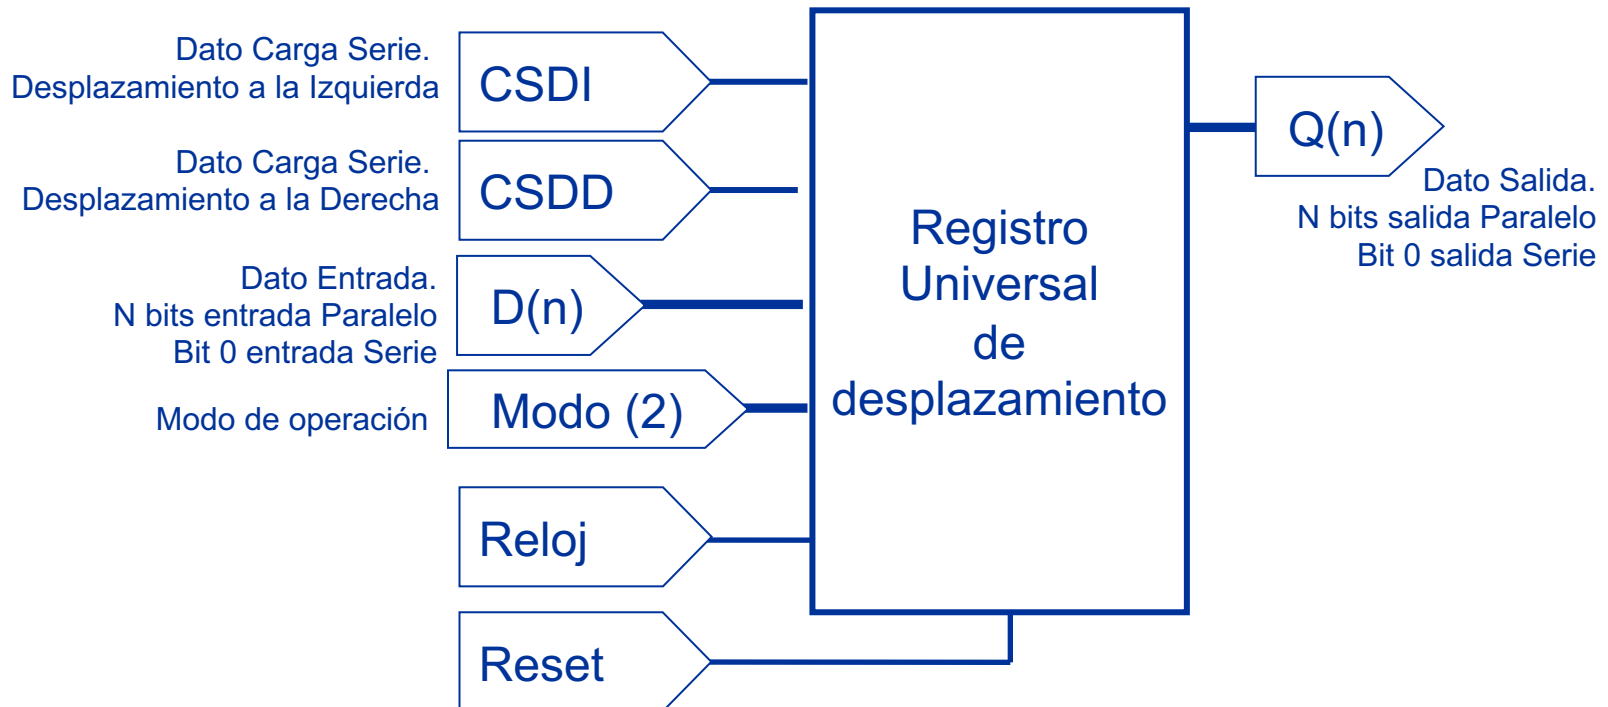 Dato Carga Serie.
Desplazamiento a la Izquierda
CSDI
Dato Carga Serie.
Desplazamiento a la Derecha
CSDD
Dato Entrada.
N bits entrada Paralelo
Bit 0 entrada Serie
D(n)
Modo de operación
Modo (2)
Reloj
Reset
Registro
Universal
de
desplazamiento
Q(n)
Dato Salida.
N bits salida Paralelo
Bit 0 salida Serie